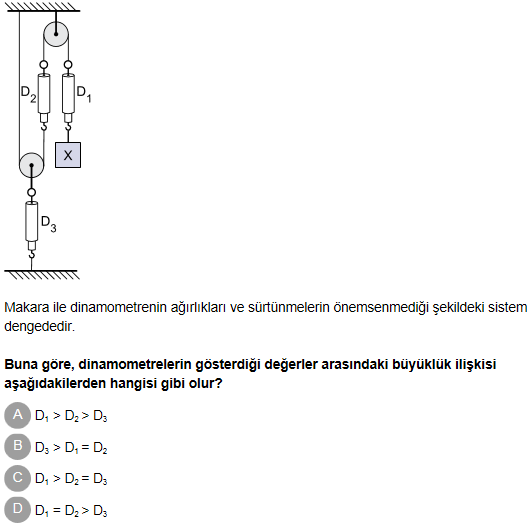 D₂
D₁
X
D₃
Makara ile dinamometrenin ağırlıkları ve sürtünmelerin önemsenmediği şekildeki sistem
dengededir.
Buna göre, dinamometrelerin gösterdiği değerler arasındaki büyüklük ilişkisi
aşağıdakilerden hangisi gibi olur?
A D₁ > D₂ > D₃
B D₃ > D₁ = D₂
C D₁ > D₂ = D₃
D D₁ = D₂ > D₃